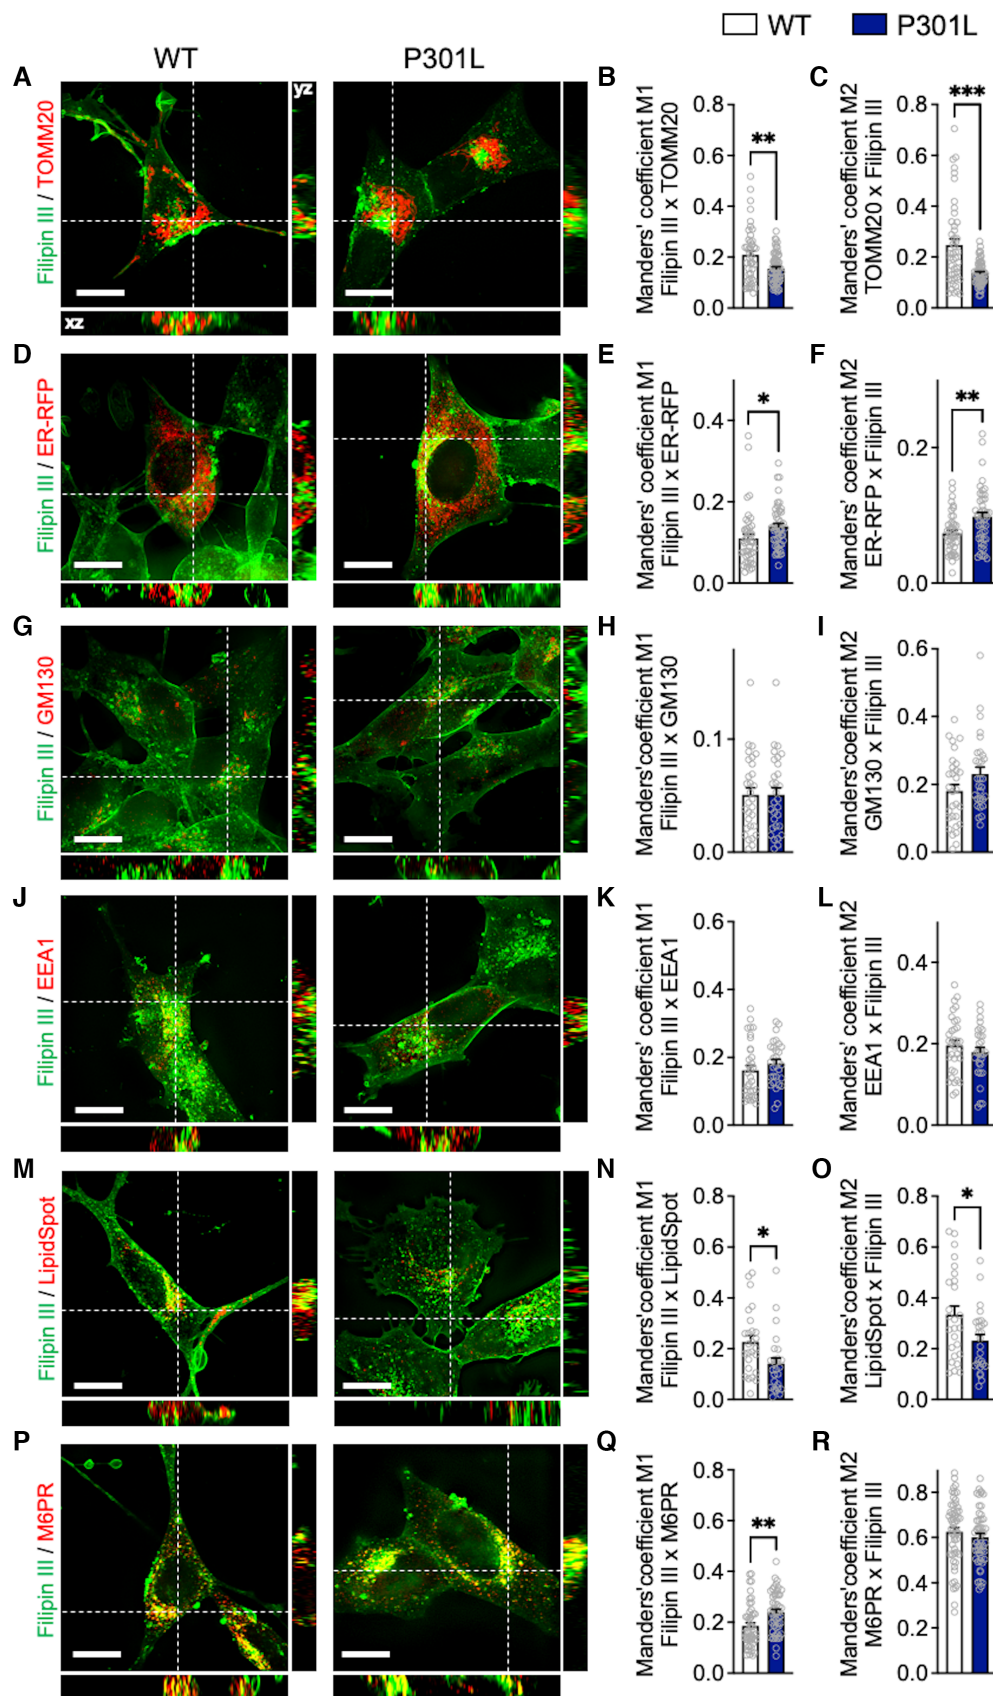 WT P301L
WT P301L
A
Filipin III / TOMM20
yz
xz
B
Manders' coefficient M1
Filipin III x TOMM20
0.8
0.6
0.4
0.2
0.0
**
C
Manders' coefficient M2
TOMM20 x Filipin III
0.8
0.6
0.4
0.2
0.0
***
D
Filipin III / ER-RFP
E
Manders' coefficient M1
Filipin III x ER-RFP
0.4
0.2
0.0
*
F
Manders' coefficient M2
ER-RFP x Filipin III
0.2
0.0
**
G
Filipin III / GM130
H
Manders'coefficient M1
Filipin III x GM130
0.1
0.0
I
Manders'coefficient M2
GM130 x Filipin III
0.6
0.4
0.2
0.0
J
Filipin III / EEA1
K
Manders' coefficient M1
Filipin III x EEA1
0.6
0.4
0.2
0.0
L
Manders' coefficient M2
EEA1 x Filipin III
0.4
0.2
0.0
M
Filipin III / LipidSpot
N
Manders'coefficient M1
Filipin III x LipidSpot
0.8
0.6
0.4
0.2
0.0
*
O
Manders'coefficient M2
LipidSpot x Filipin III
0.8
0.6
0.4
0.2
0.0
*
P
Filipin III / M6PR
Q
Manders'coefficient M1
Filipin III x M6PR
0.8
0.6
0.4
0.2
0.0
**
R
Manders'coefficient M2
M6PR x Filipin III
0.8
0.6
0.4
0.2
0.0